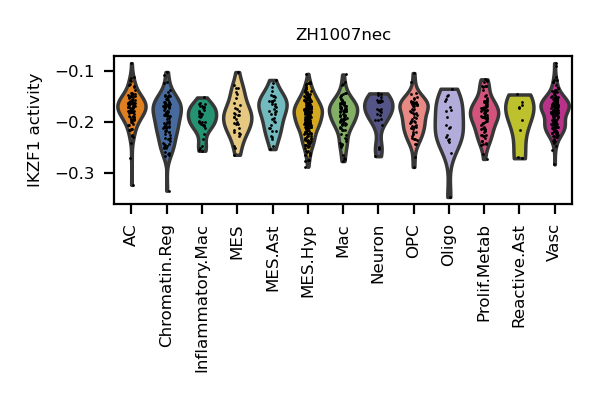 ZH1007nec
IKZF1 activity
−0.1
−0.2
−0.3
AC
Chromatin.Reg
Inflammatory.Mac
MES
MES.Ast
MES.Hyp
Mac
Neuron
OPC
Oligo
Prolif.Metab
Reactive.Ast
Vasc